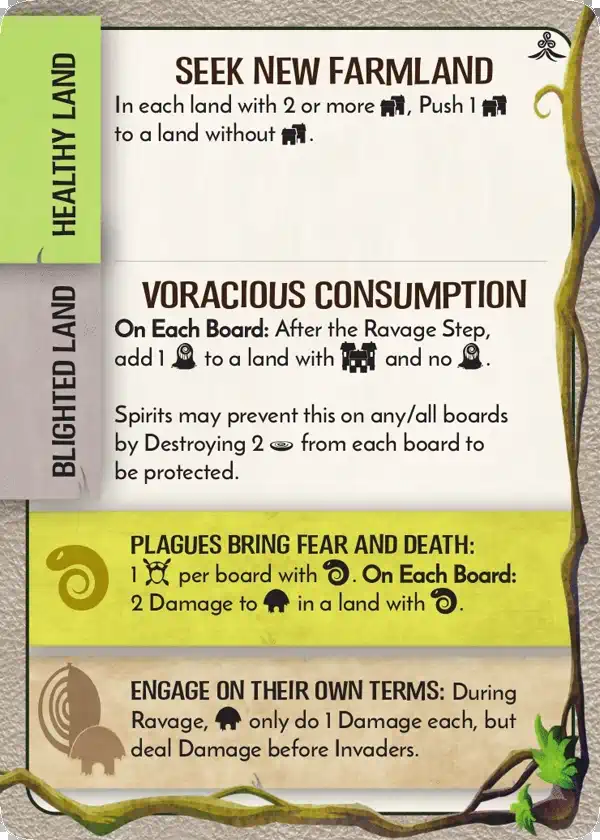 HEALTHY LAND
SEEK NEW FARMLAND
In each land with 2 or more , Push 1
to a land without .
BLIGHTED LAND
VORACIOUS CONSUMPTION
On Each Board: After the Ravage Step,
add 1 to a land with and no .
Spirits may prevent this on any/all boards
by Destroying 2 from each board to
be protected.
PLAGUES BRING FEAR AND DEATH:
1 per board with . On Each Board:
2 Damage to in a land with .
ENGAGE ON THEIR OWN TERMS: During
Ravage, only do 1 Damage each, but
deal Damage before Invaders.